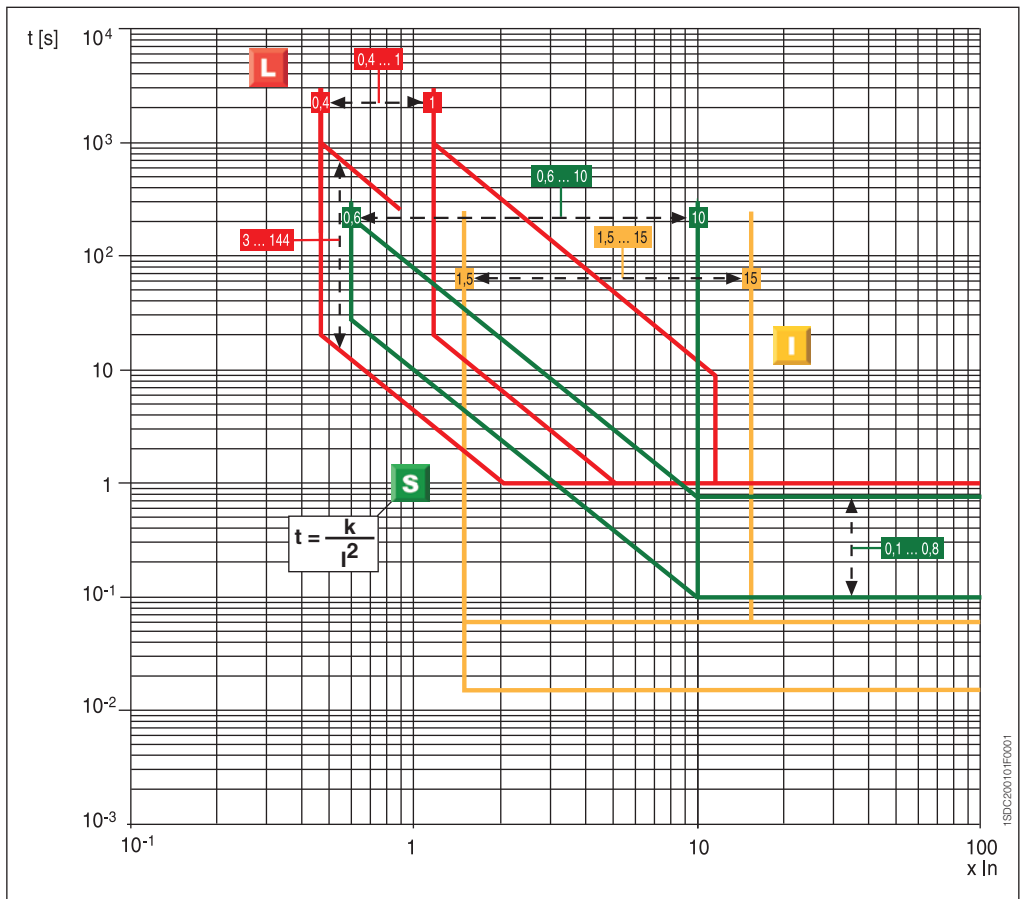 t [s]
10⁴
L
0,4 ... 1
0,4
1
10³
0,6 ... 10
0,6
10
3 ... 144
1,5 ... 15
10²
1,5
15
I
10
S
1
t = k
I²
0,1 ... 0,8
10⁻¹
10⁻²
10⁻³
10⁻¹
1
10
100
x In
1SDC200101F0001